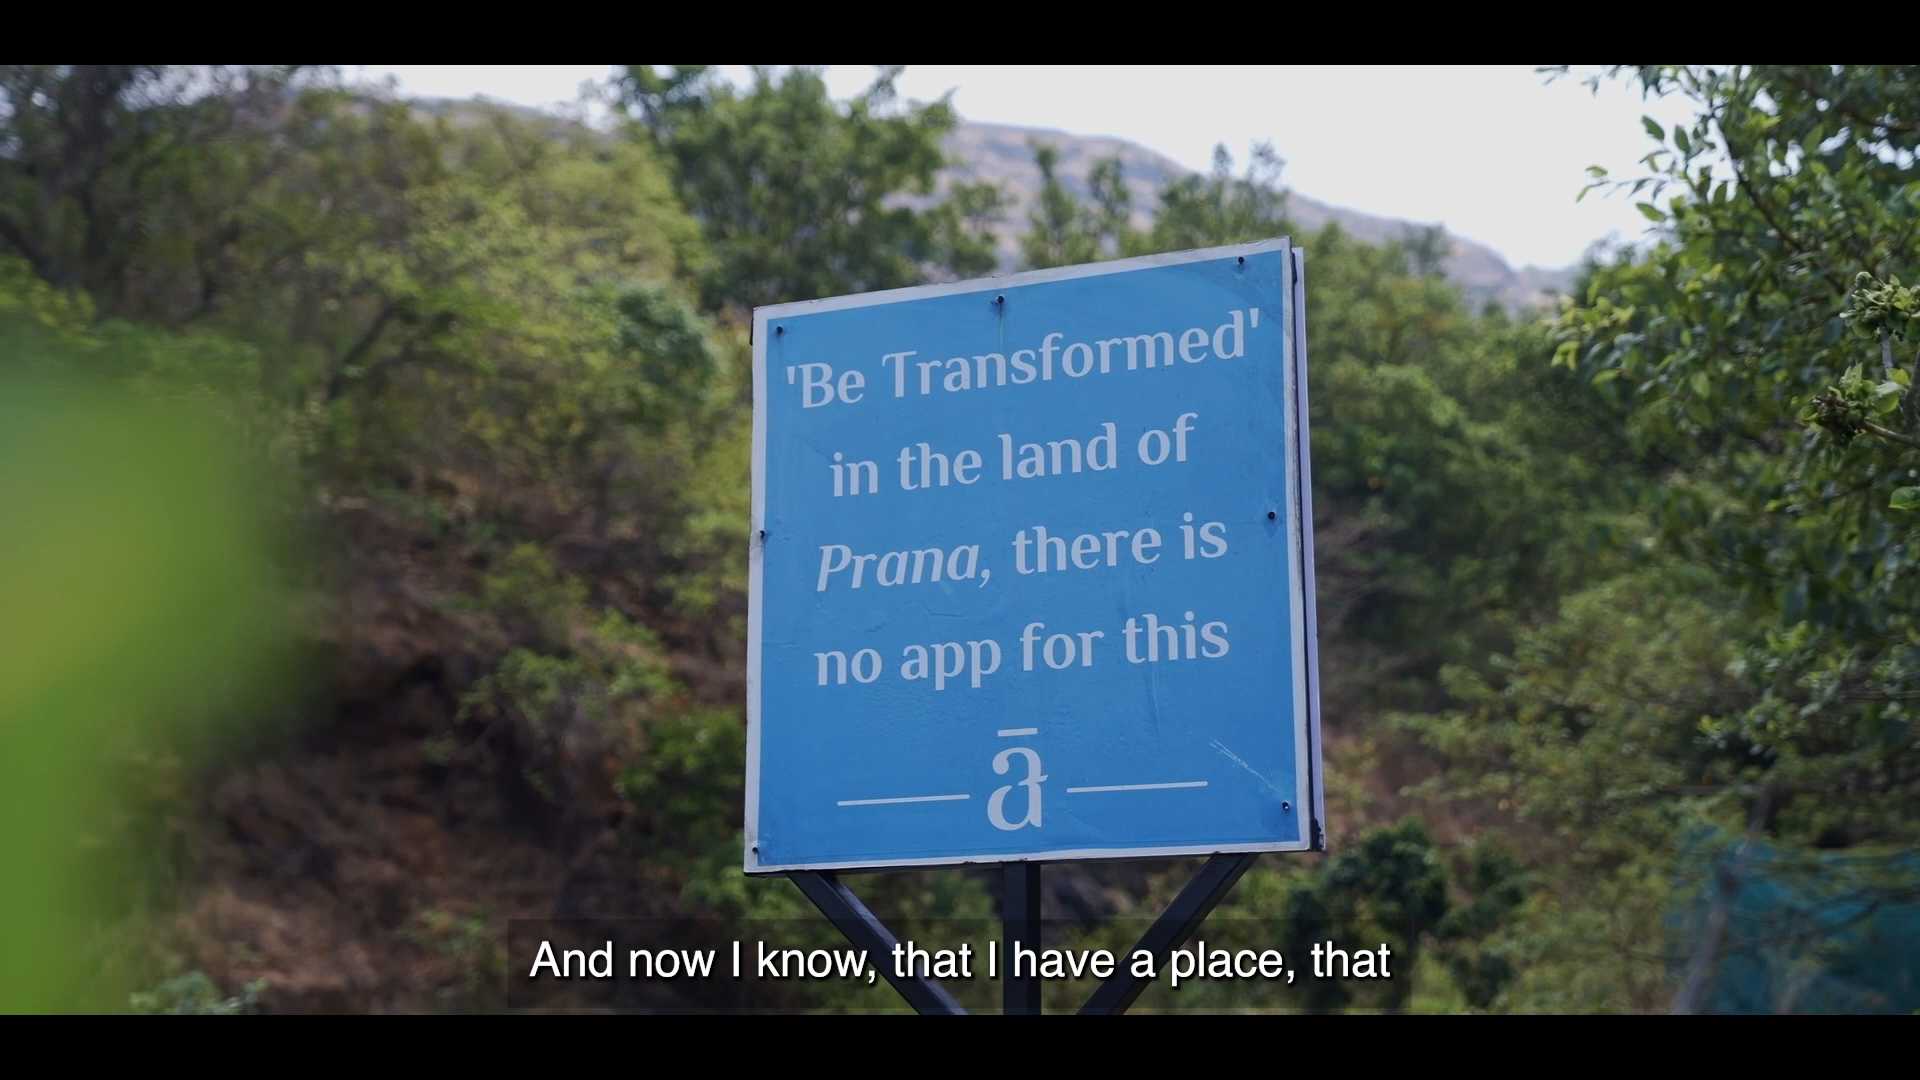 'Be Transformed'
in the land of
Prana, there is
no app for this
ā
And now I know, that I have a place, that